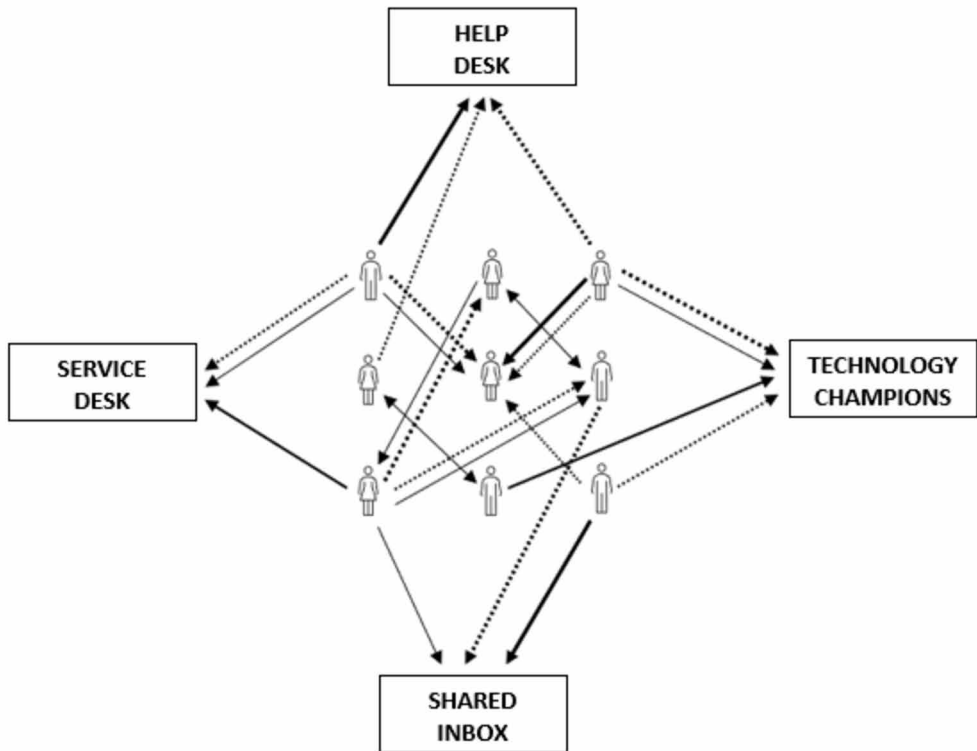 HELP
DESK
SERVICE
DESK
TECHNOLOGY
CHAMPIONS
SHARED
INBOX